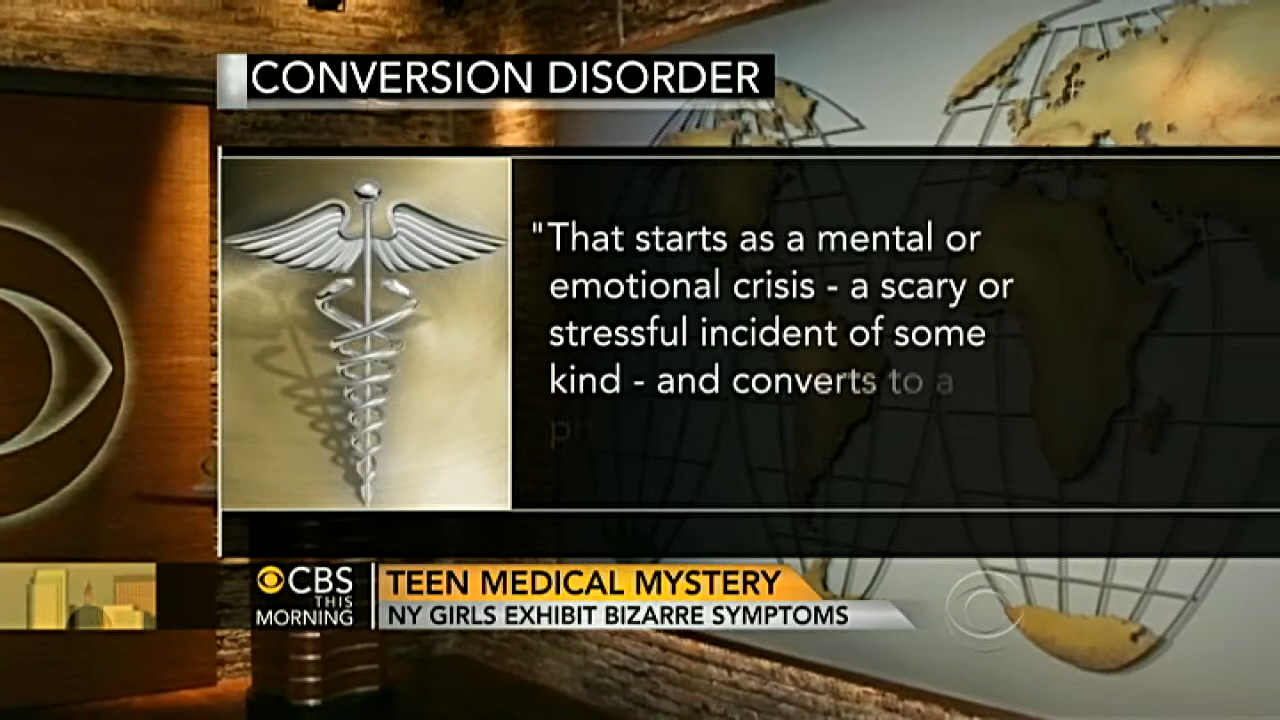 CONVERSION DISORDER
"That starts as a mental or
emotional crisis - a scary or
stressful incident of some
kind - and converts to a
CBS
THIS
MORNING
TEEN MEDICAL MYSTERY
NY GIRLS EXHIBIT BIZARRE SYMPTOMS